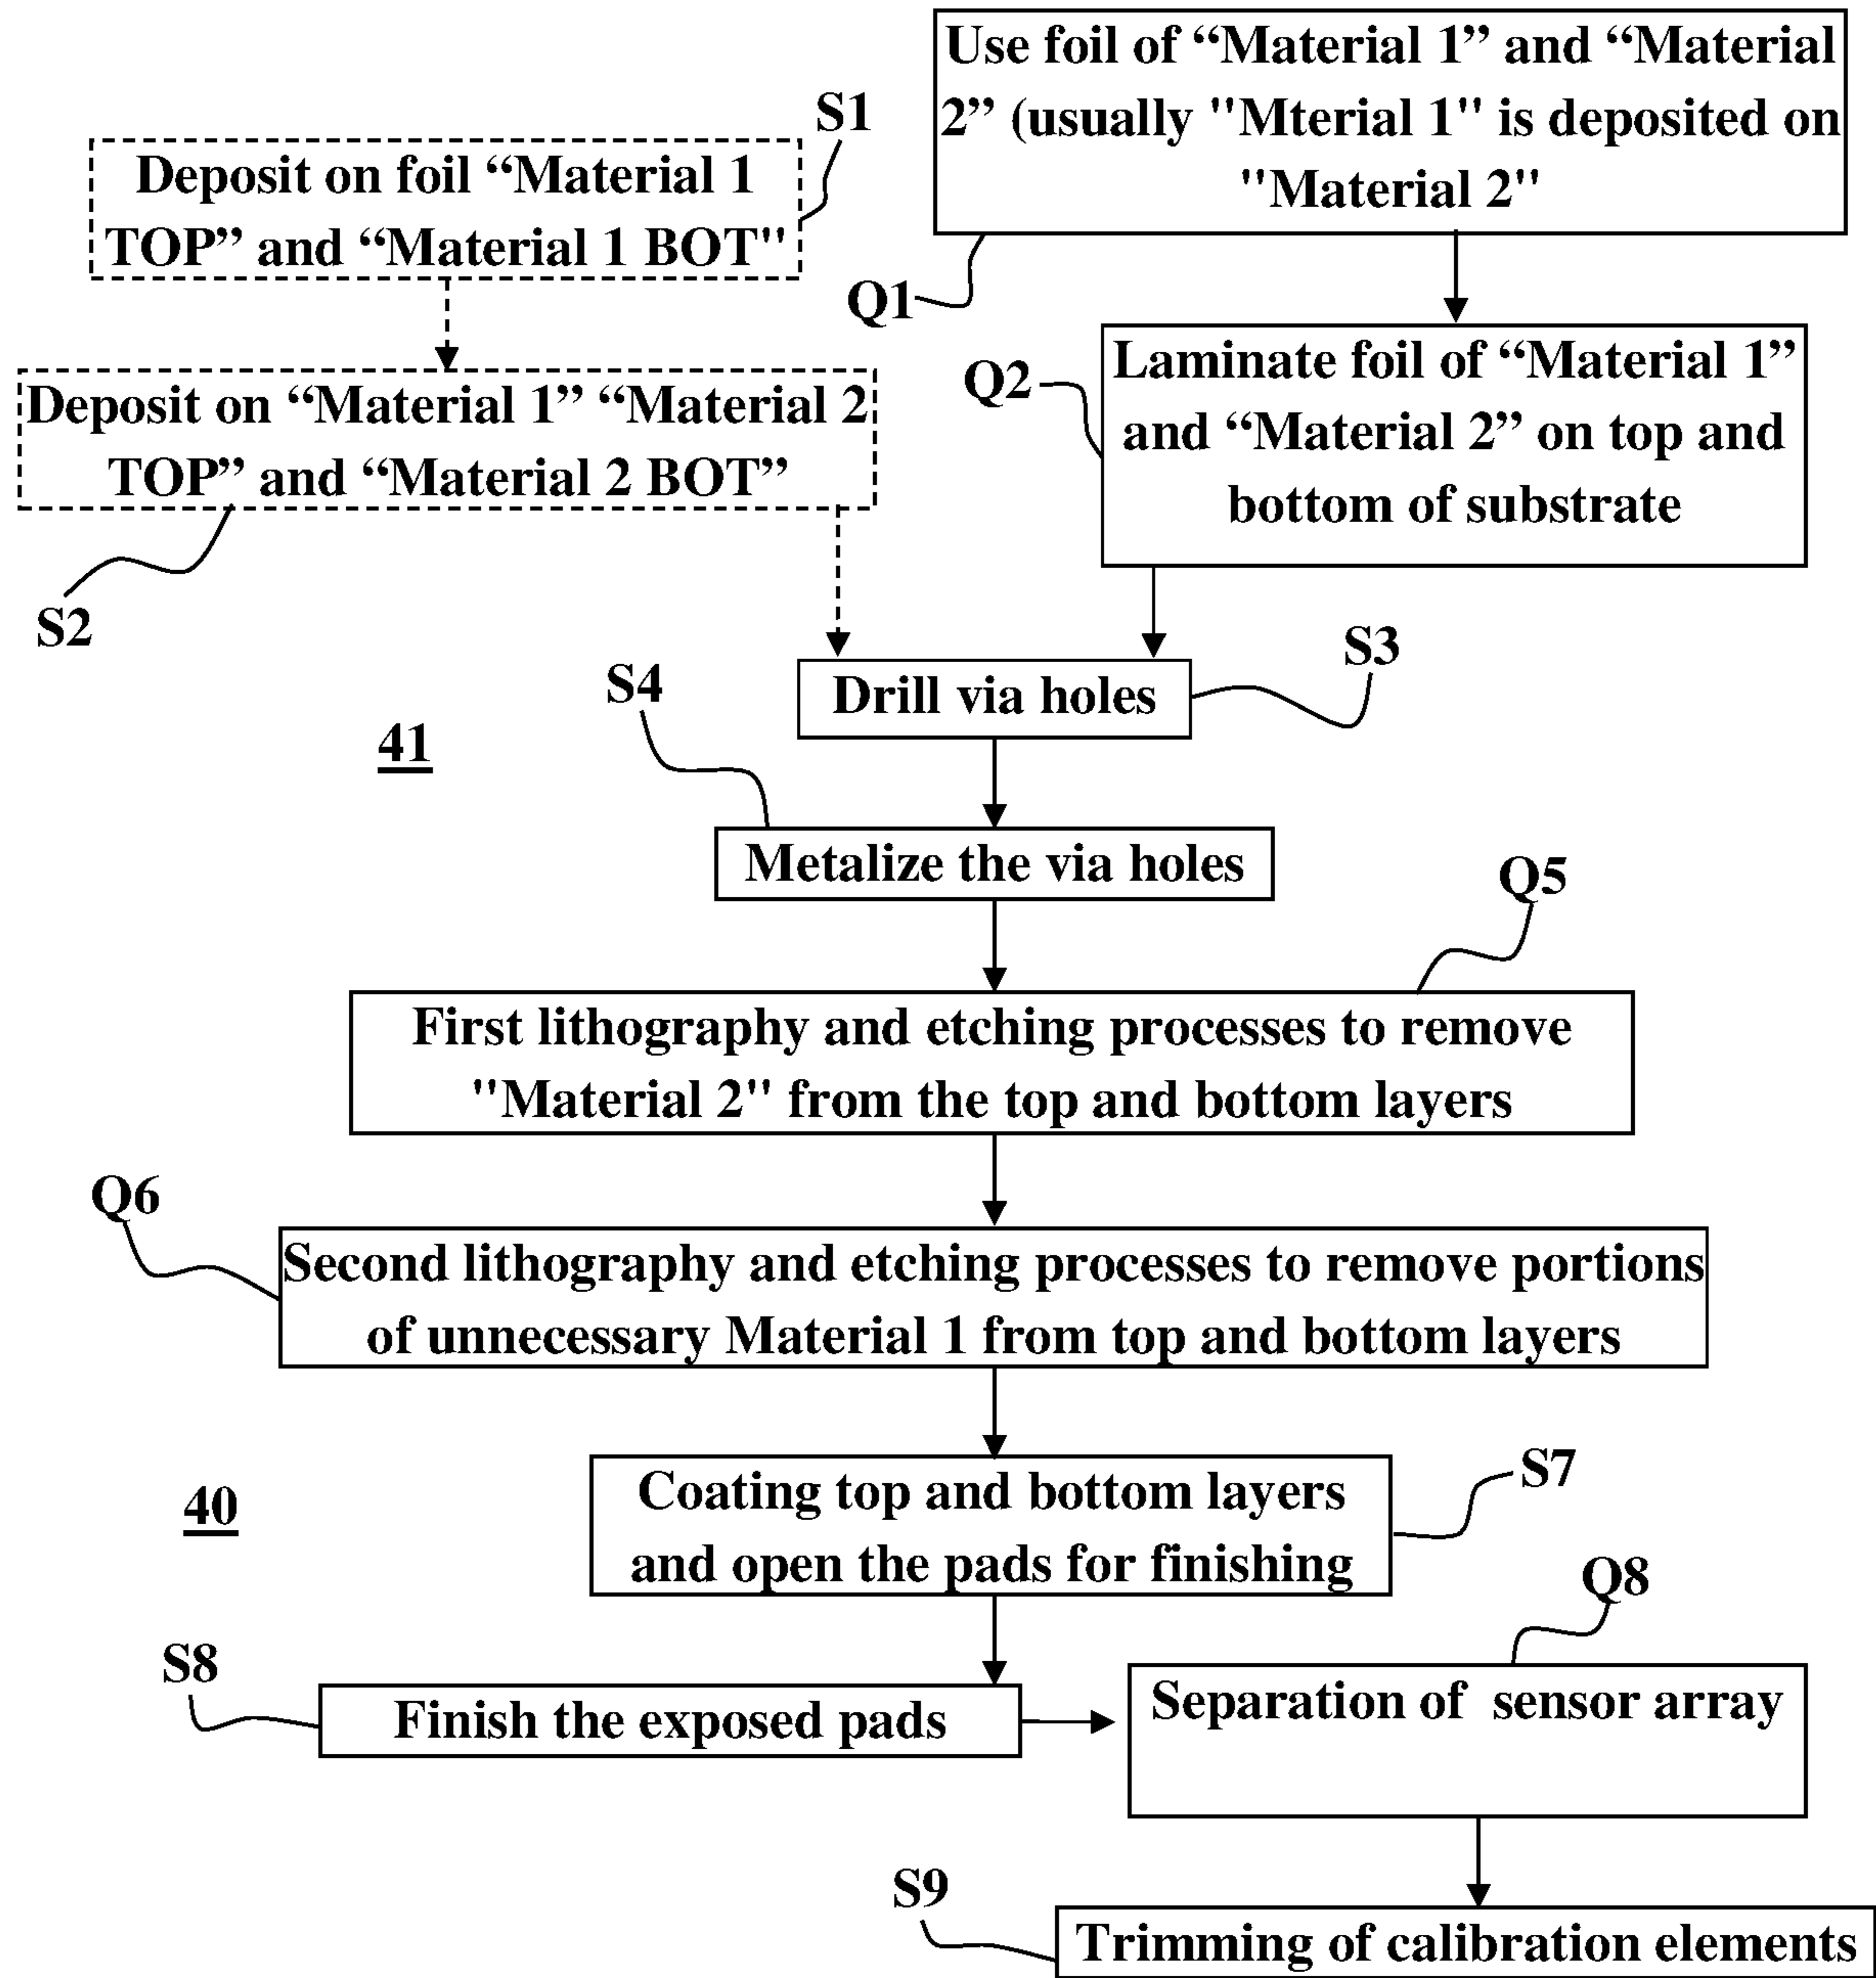 Use foil of “Material 1” and “Material
2” (usually "Mterial 1" is deposited on
"Material 2"
S1
Deposit on foil “Material 1
TOP” and “Material 1 BOT"
Q1
Q2
Laminate foil of “Material 1”
and “Material 2” on top and
bottom of substrate
Deposit on “Material 1” “Material 2
TOP” and “Material 2 BOT”
S2
S3
S4
Drill via holes
41
Metalize the via holes
Q5
First lithography and etching processes to remove
"Material 2" from the top and bottom layers
Q6
Second lithography and etching processes to remove portions
of unnecessary Material 1 from top and bottom layers
40
Coating top and bottom layers
and open the pads for finishing
S7
Q8
S8
Finish the exposed pads
Separation of sensor array
S9
Trimming of calibration elements